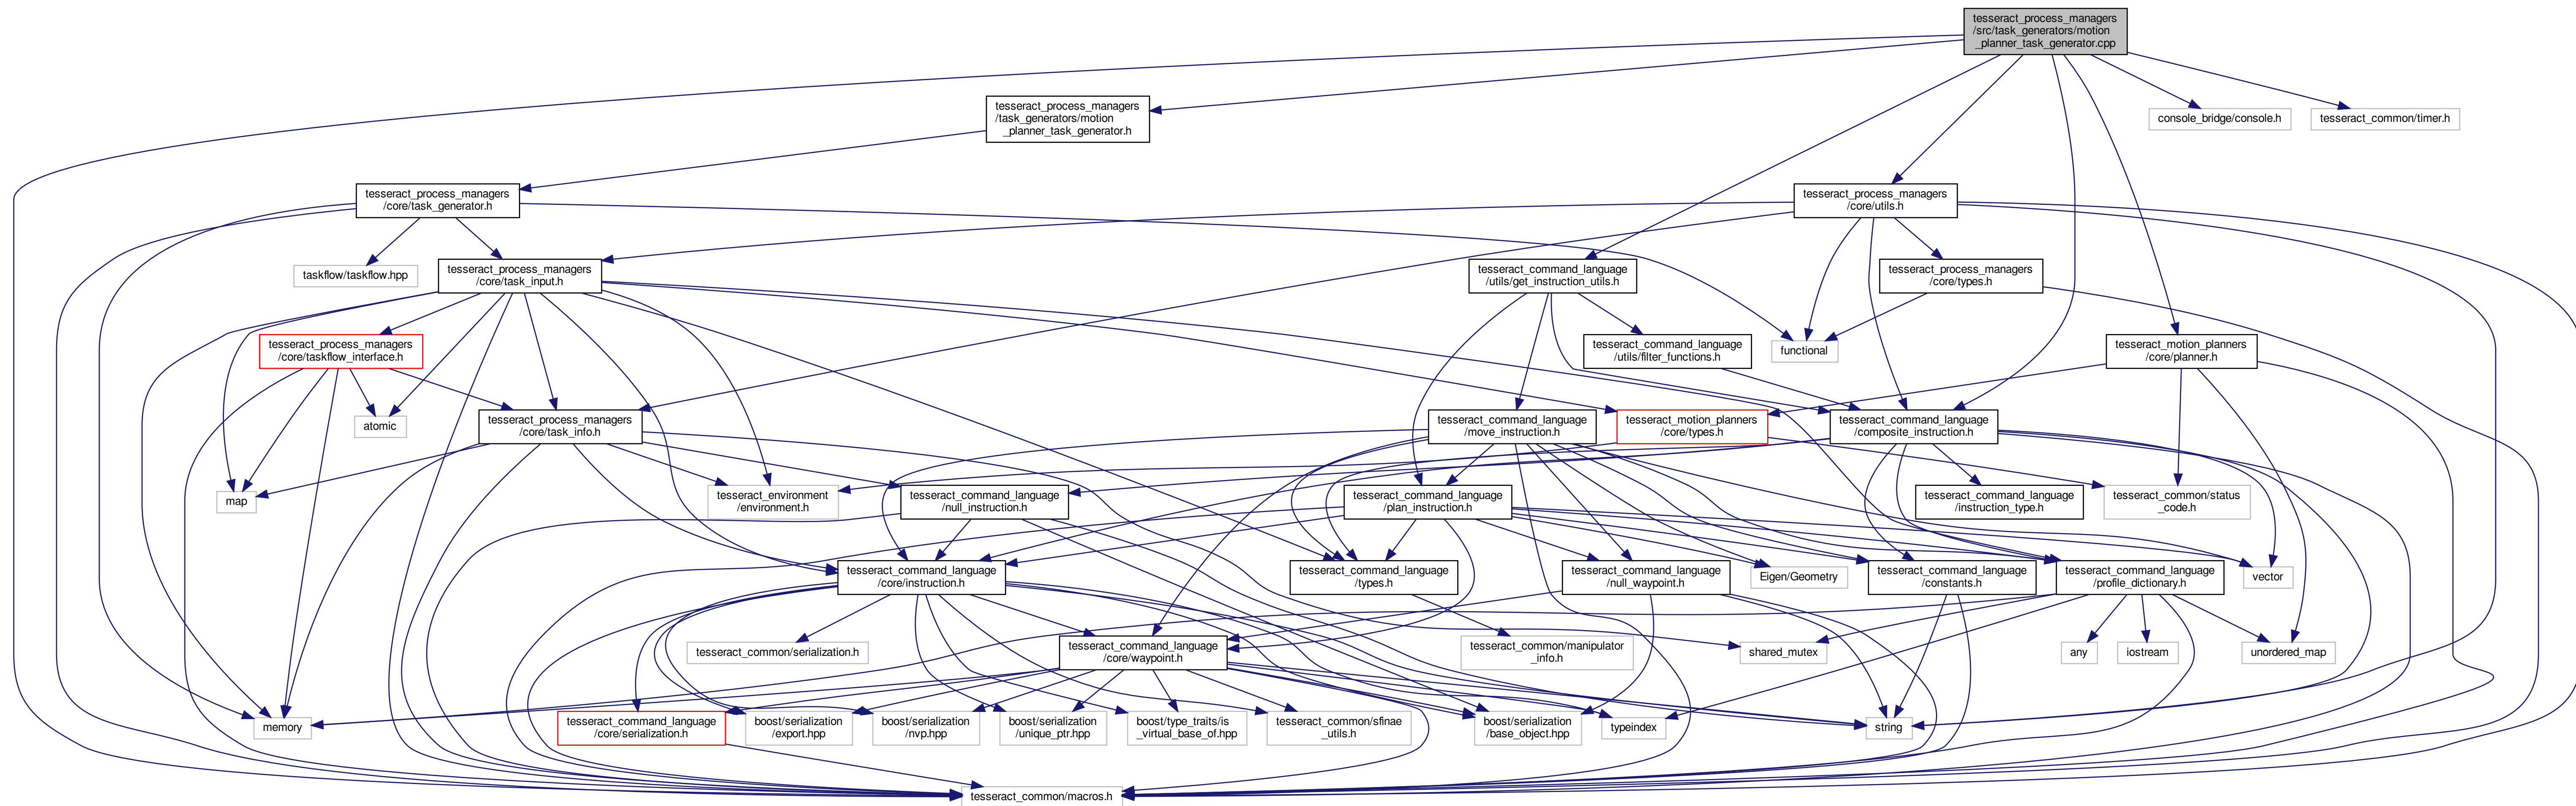 tesseract_process_managers
/src/task_generators/motion
_planner_task_generator.cpp
tesseract_process_managers
/task_generators/motion
_planner_task_generator.h
console_bridge/console.h
tesseract_common/timer.h
tesseract_process_managers
/core/task_generator.h
tesseract_process_managers
/core/utils.h
taskflow/taskflow.hpp
tesseract_process_managers
/core/task_input.h
tesseract_command_language
/utils/get_instruction_utils.h
tesseract_process_managers
/core/types.h
tesseract_process_managers
/core/taskflow_interface.h
tesseract_command_language
/utils/filter_functions.h
functional
tesseract_motion_planners
/core/planner.h
atomic
tesseract_process_managers
/core/task_info.h
tesseract_command_language
/move_instruction.h
tesseract_motion_planners
/core/types.h
tesseract_command_language
/composite_instruction.h
map
tesseract_environment
/environment.h
tesseract_command_language
/null_instruction.h
tesseract_command_language
/plan_instruction.h
tesseract_command_language
/instruction_type.h
tesseract_common/status
_code.h
tesseract_command_language
/core/instruction.h
tesseract_command_language
/types.h
tesseract_command_language
/null_waypoint.h
Eigen/Geometry
tesseract_command_language
/constants.h
tesseract_command_language
/profile_dictionary.h
vector
tesseract_common/serialization.h
tesseract_command_language
/core/waypoint.h
tesseract_common/manipulator
_info.h
shared_mutex
any
iostream
unordered_map
memory
tesseract_command_language
/core/serialization.h
boost/serialization
/export.hpp
boost/serialization
/nvp.hpp
boost/serialization
/unique_ptr.hpp
boost/type_traits/is
_virtual_base_of.hpp
tesseract_common/sfinae
_utils.h
boost/serialization
/base_object.hpp
typeindex
string
tesseract_common/macros.h